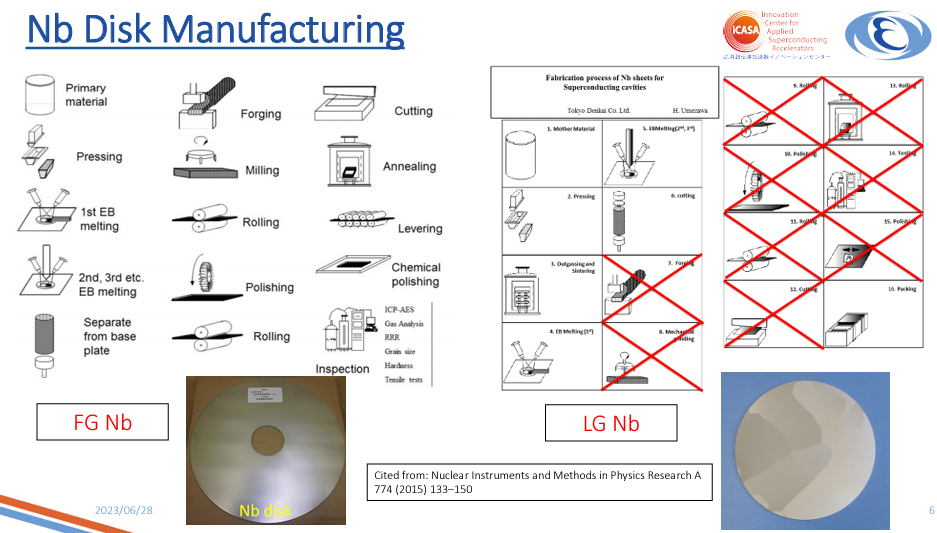 Nb Disk Manufacturing
iCASA
Innovation
Center for
Applied
Superconducting
Accelerators
Primary
material
Pressing
1st EB
melting
2nd, 3rd etc.
EB melting
Separate
from base
plate
Forging
Milling
Rolling
Polishing
Rolling
Cutting
Annealing
Levering
Chemical
polishing
Inspection
ICP-AES
Gas Analysis
RRR
Grain size
Hardness
Tensile tests
Fabrication process of Nb sheets for
Superconducting cavities
Tokyo Denkai Co. Ltd. H. Umezawa
1. Mother Material
2. Pressing
3. Outgassing and
Sintering
4. EB Melting (1st)
5. EBMelting(2nd, 3rd)
6. cutting
7. Forging
8. Mechanical
9. Rolling
10. Polishing
11. Rolling
12. Cutting
13. Rolling
14. Testing
15. Polishing
16. Packing
FG Nb
Nb disk
LG Nb
Cited from: Nuclear Instruments and Methods in Physics Research A
774 (2015) 133–150
2023/06/28
6